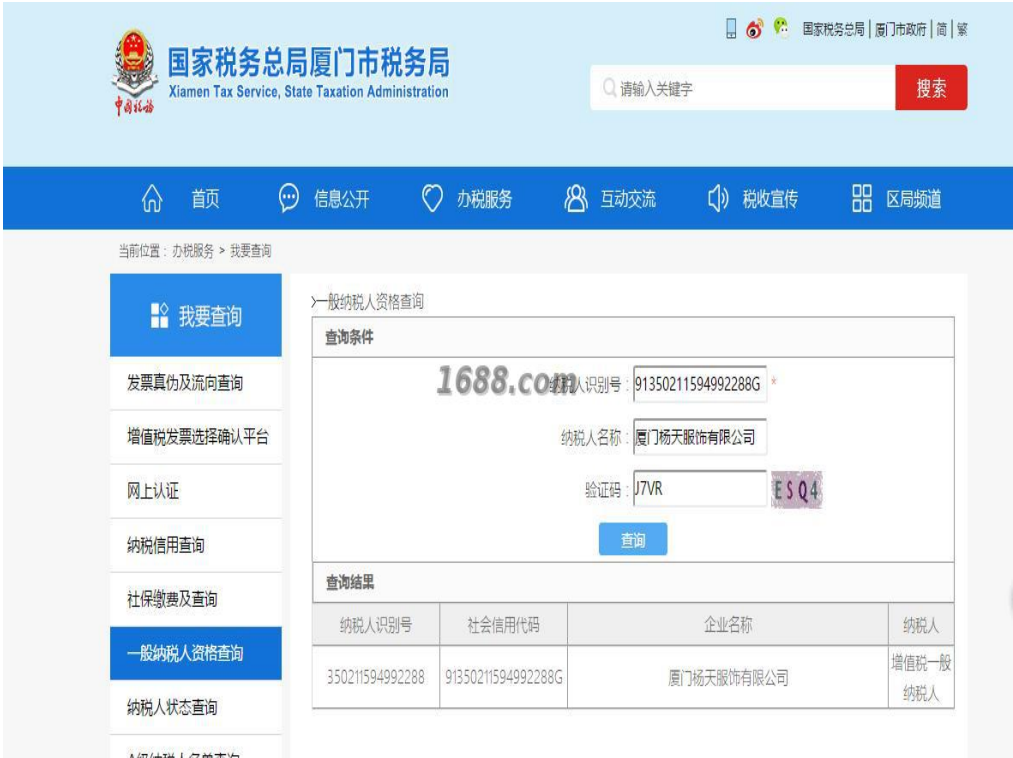 国家税务总局 | 厦门市政府 | 简 | 繁
国家税务总局厦门市税务局
Xiamen Tax Service, State Taxation Administration
中国税务
请输入关键字
搜索
首页
信息公开
办税服务
互动交流
税收宣传
区局频道
当前位置：办税服务 > 我要查询
我要查询
发票真伪及流向查询
增值税发票选择确认平台
网上认证
纳税信用查询
社保缴费及查询
一般纳税人资格查询
纳税人状态查询
一般纳税人资格查询
查询条件
1688.com
纳税人识别号：91350211594992288G *
纳税人名称：厦门杨天服饰有限公司
验证码：J7VR ESQ4
查询
查询结果
纳税人识别号 社会信用代码 企业名称 纳税人
350211594992288 91350211594992288G 厦门杨天服饰有限公司 增值税一般
纳税人